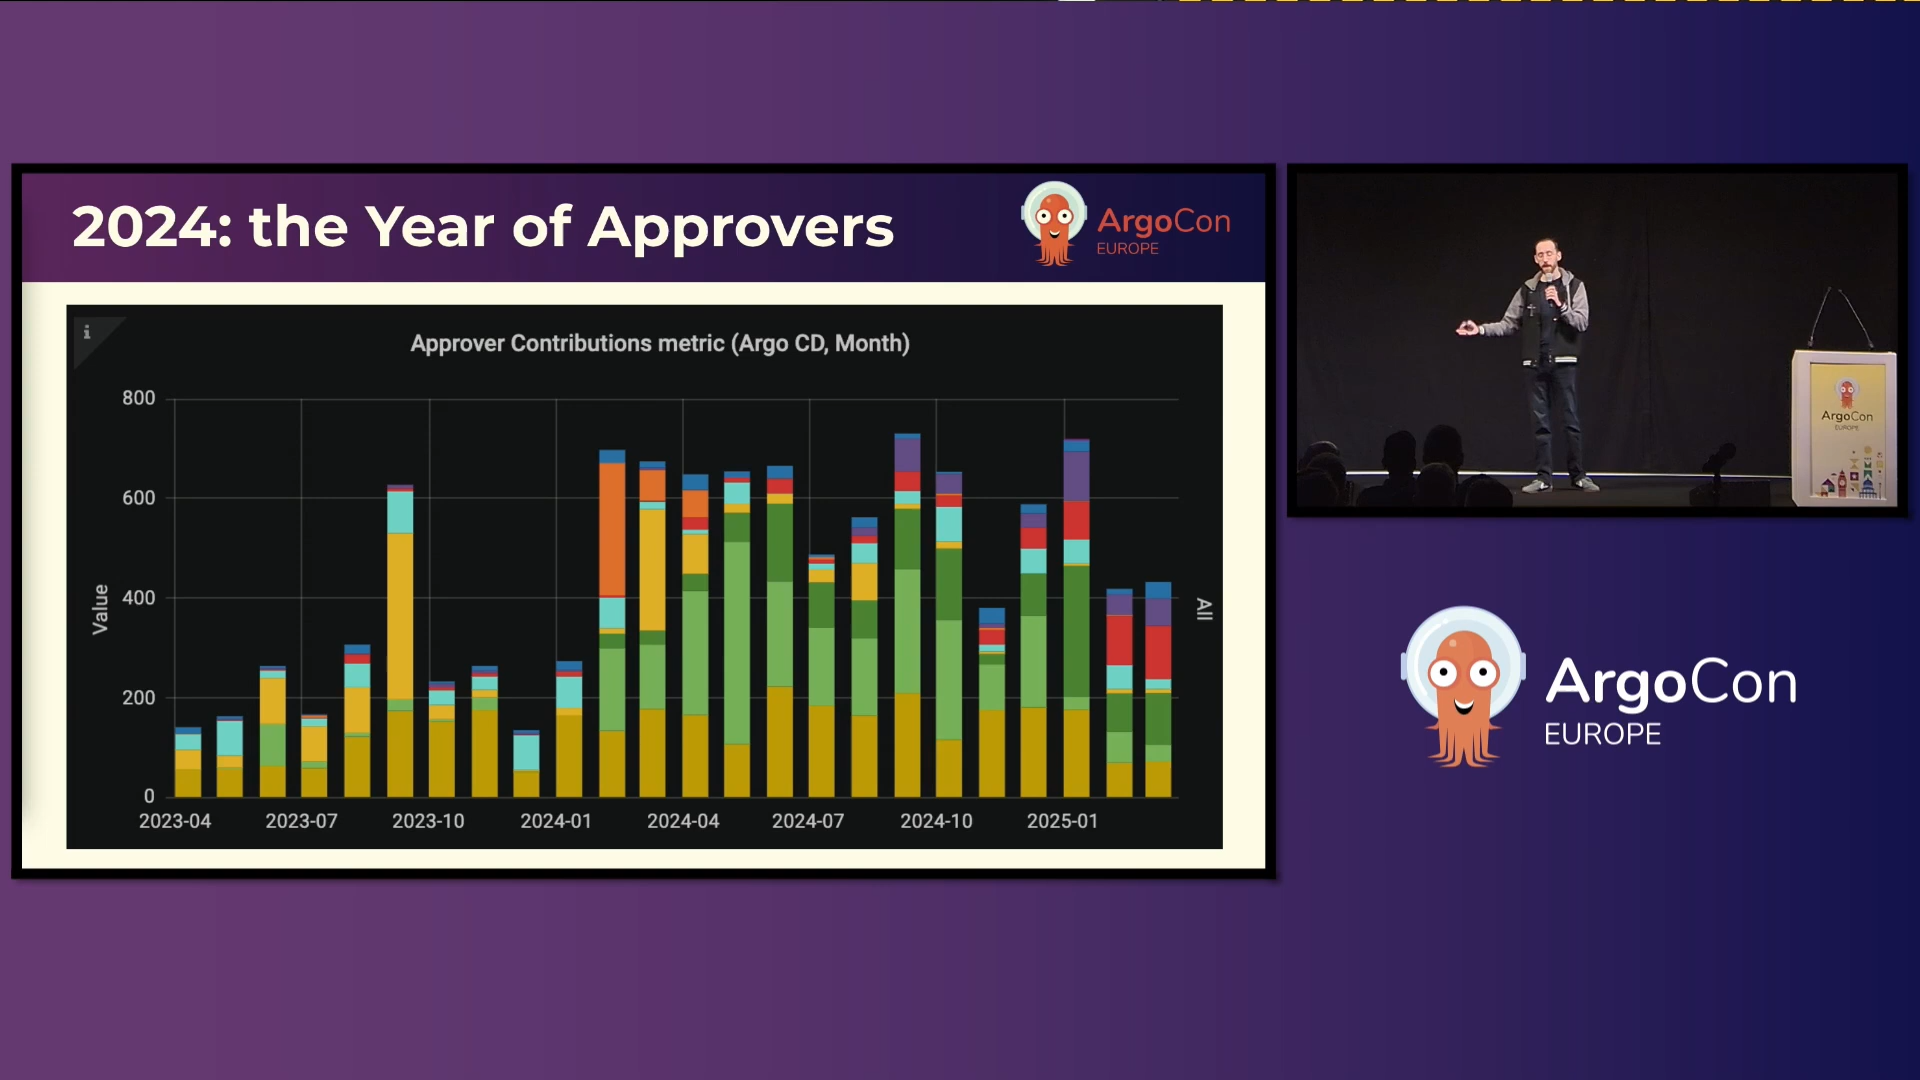 2024: the Year of Approvers
ArgoCon
EUROPE
i
Approver Contributions metric (Argo CD, Month)
800
600
400
200
0
Value
All
2023-04
2023-07
2023-10
2024-01
2024-04
2024-07
2024-10
2025-01
ArgoCon
EUROPE
ArgoCon
EUROPE